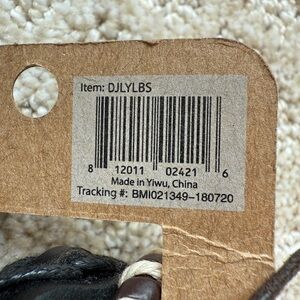 Item: DJLYLBS
8 12011 02421 6
Made in Yiwu, China
Tracking #: BMI021349-180720